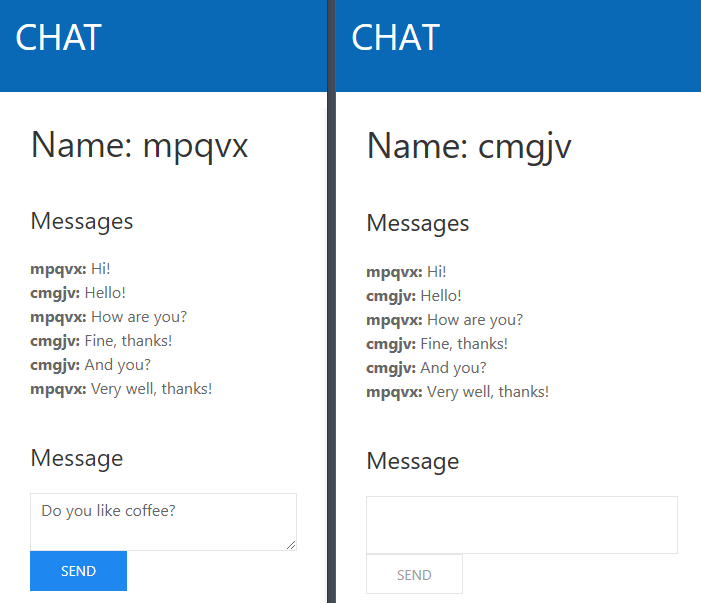 CHAT
Name: mpqvx
Messages
mpqvx: Hi!
cmgjv: Hello!
mpqvx: How are you?
cmgjv: Fine, thanks!
cmgjv: And you?
mpqvx: Very well, thanks!
Message
Do you like coffee?
SEND
CHAT
Name: cmgjv
Messages
mpqvx: Hi!
cmgjv: Hello!
mpqvx: How are you?
cmgjv: Fine, thanks!
cmgjv: And you?
mpqvx: Very well, thanks!
Message
SEND